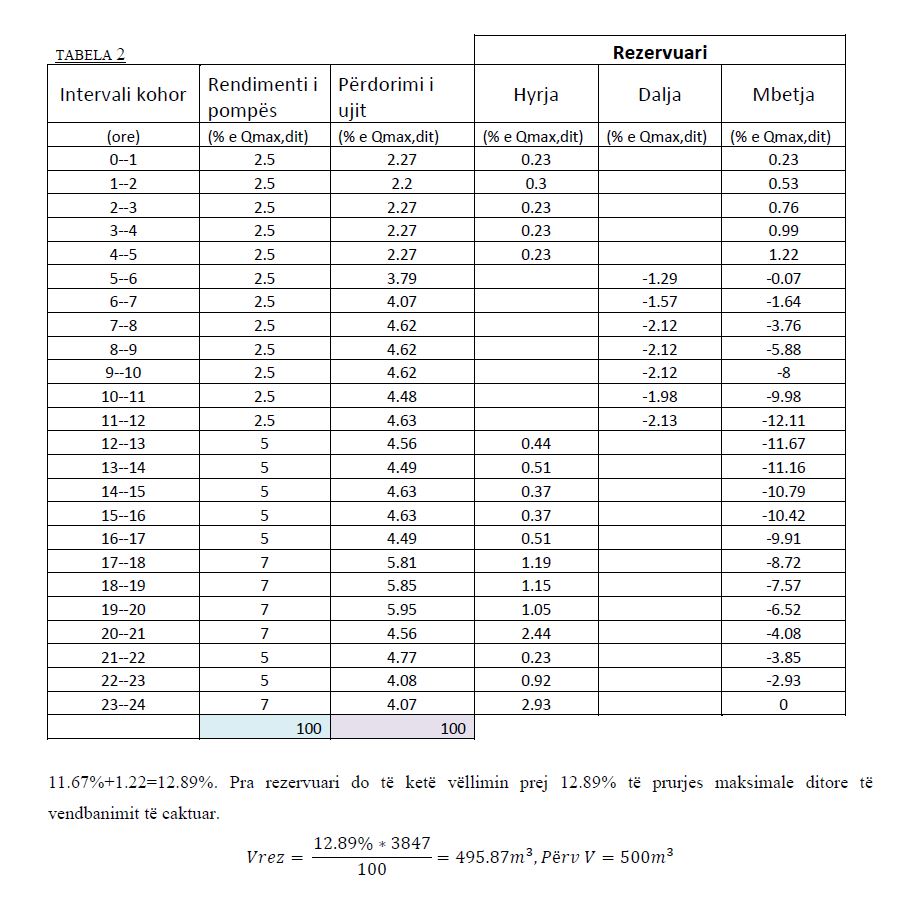 Rezervuari
TABELA 2
Intervali kohor Rendimenti i pompës Përdorimi i ujit Hyrja Dalja Mbetja
(ore) (% e Qmax,dit) (% e Qmax,dit) (% e Qmax,dit) (% e Qmax,dit) (% e Qmax,dit)
0--1 2.5 2.27 0.23 0.23
1--2 2.5 2.2 0.3 0.53
2--3 2.5 2.27 0.23 0.76
3--4 2.5 2.27 0.23 0.99
4--5 2.5 2.27 0.23 1.22
5--6 2.5 3.79 -1.29 -0.07
6--7 2.5 4.07 -1.57 -1.64
7--8 2.5 4.62 -2.12 -3.76
8--9 2.5 4.62 -2.12 -5.88
9--10 2.5 4.62 -2.12 -8
10--11 2.5 4.48 -1.98 -9.98
11--12 2.5 4.63 -2.13 -12.11
12--13 5 4.56 0.44 -11.67
13--14 5 4.49 0.51 -11.16
14--15 5 4.63 0.37 -10.79
15--16 5 4.63 0.37 -10.42
16--17 5 4.49 0.51 -9.91
17--18 7 5.81 1.19 -8.72
18--19 7 5.85 1.15 -7.57
19--20 7 5.95 1.05 -6.52
20--21 7 4.56 2.44 -4.08
21--22 5 4.77 0.23 -3.85
22--23 5 4.08 0.92 -2.93
23--24 7 4.07 2.93 0
100 100
11.67%+1.22=12.89%. Pra rezervuari do të ketë vëllimin prej 12.89% të prurjes maksimale ditore të
vendbanimit të caktuar.
Vrez = 12.89% ∗ 3847 / 100 = 495.87m³, Përv V = 500m³